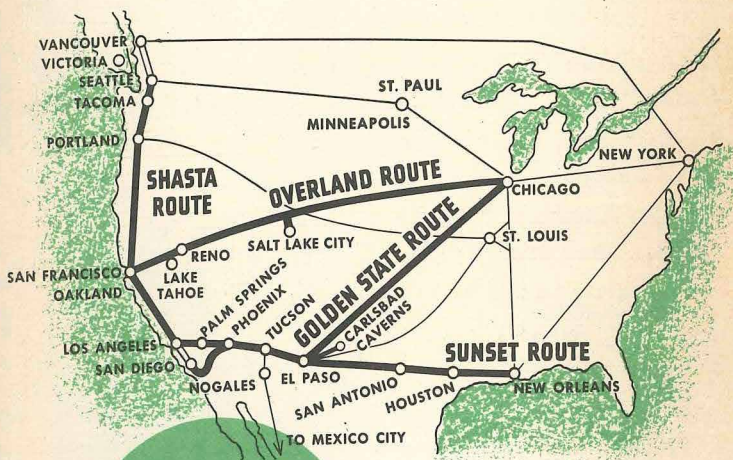 VANCOUVER
VICTORIA
SEATTLE
TACOMA
PORTLAND
ST. PAUL
MINNEAPOLIS
NEW YORK
CHICAGO
SHASTA
ROUTE
OVERLAND ROUTE
SALT LAKE CITY
ST. LOUIS
RENO
LAKE
TAHOE
SAN FRANCISCO
OAKLAND
GOLDEN STATE ROUTE
PALM SPRINGS
PHOENIX
TUCSON
CARLSBAD
CAVERNS
LOS ANGELES
SAN DIEGO
NOGALES
EL PASO
SUNSET ROUTE
SAN ANTONIO
HOUSTON
NEW ORLEANS
TO MEXICO CITY